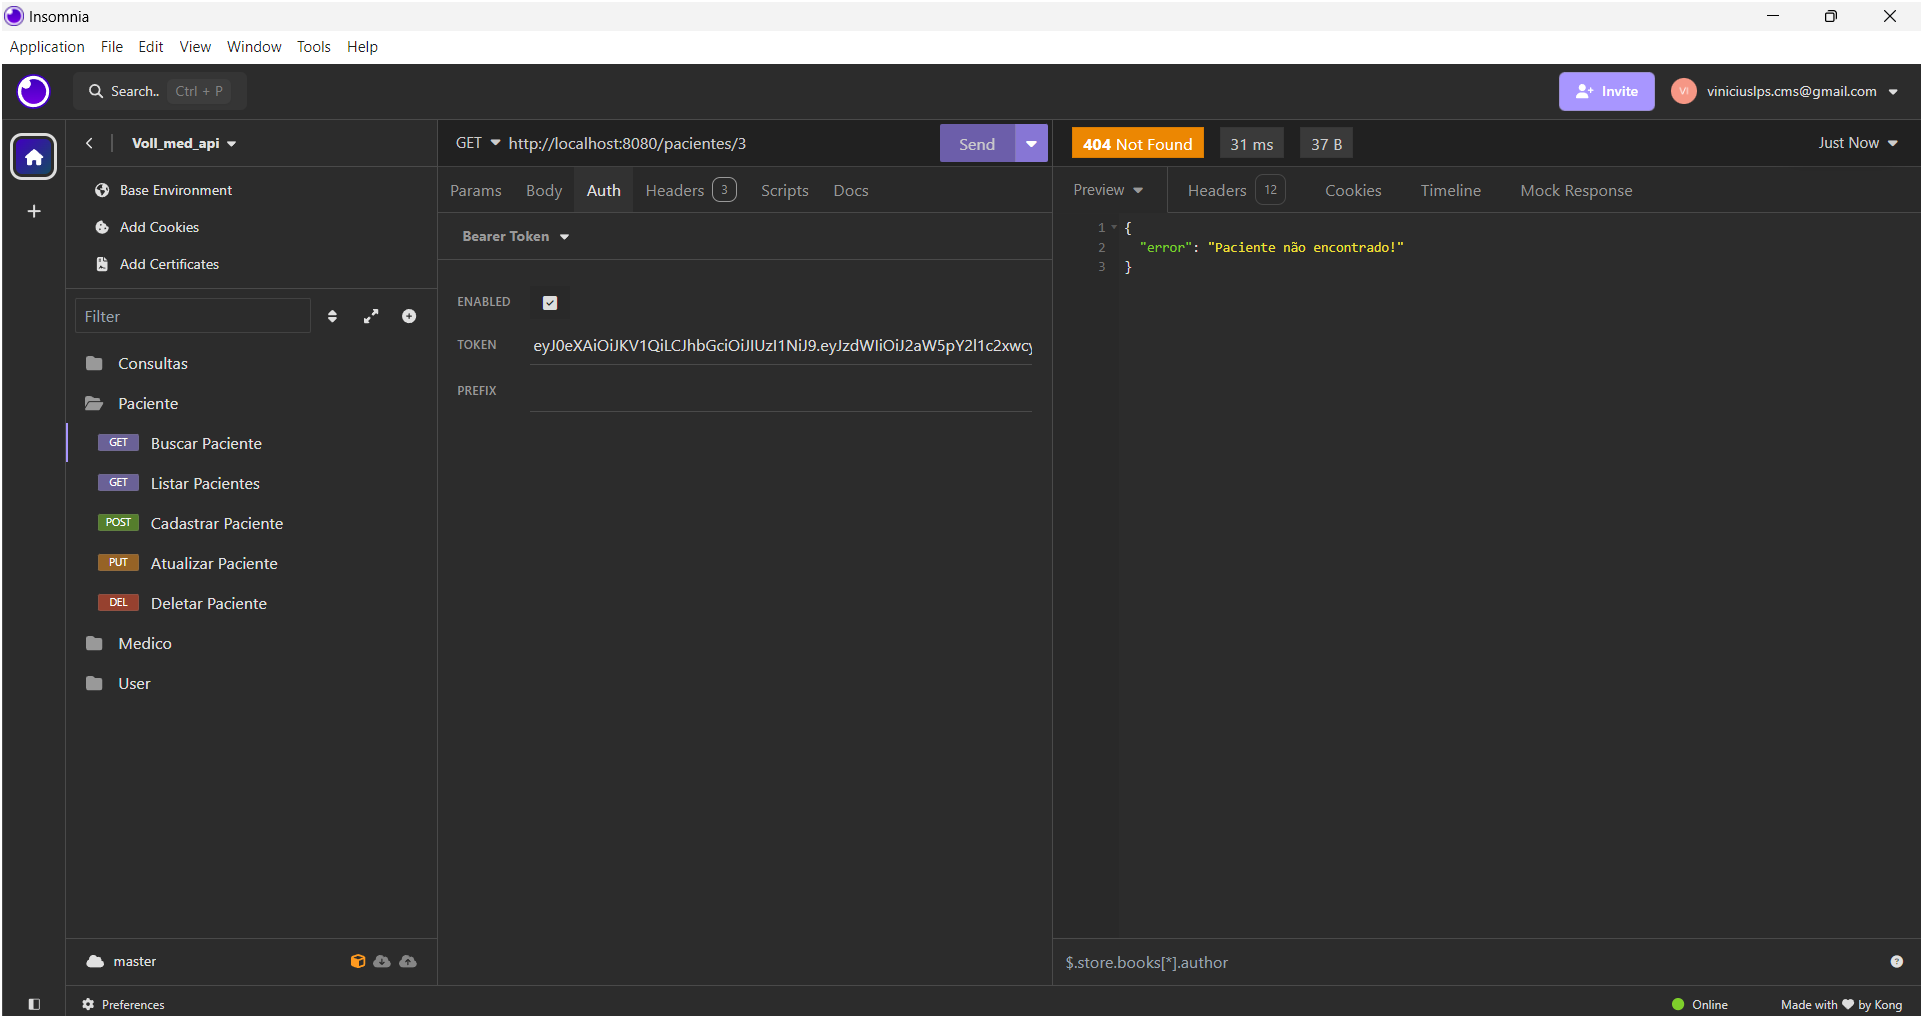 Insomnia
Application File Edit View Window Tools Help
Search.. Ctrl + P
Invite
VI viniciuslps.cms@gmail.com
Voll_med_api
GET http://localhost:8080/pacientes/3
Send
404 Not Found 31 ms 37 B
Just Now
Base Environment
Add Cookies
Add Certificates
Filter
Consultas
Paciente
GET Buscar Paciente
GET Listar Pacientes
POST Cadastrar Paciente
PUT Atualizar Paciente
DEL Deletar Paciente
Medico
User
master
Params Body Auth Headers 3 Scripts Docs
Bearer Token
ENABLED
TOKEN eyJ0eXAiOiJKV1QiLCJhbGciOiJIUzI1NiJ9.eyJzdWIiOiJ2aW5pY2l1c2xwcy
PREFIX
Preview Headers 12 Cookies Timeline Mock Response
1 {
2 "error": "Paciente não encontrado!"
3 }
$.store.books[*].author
Preferences
Online
Made with ♥ by Kong